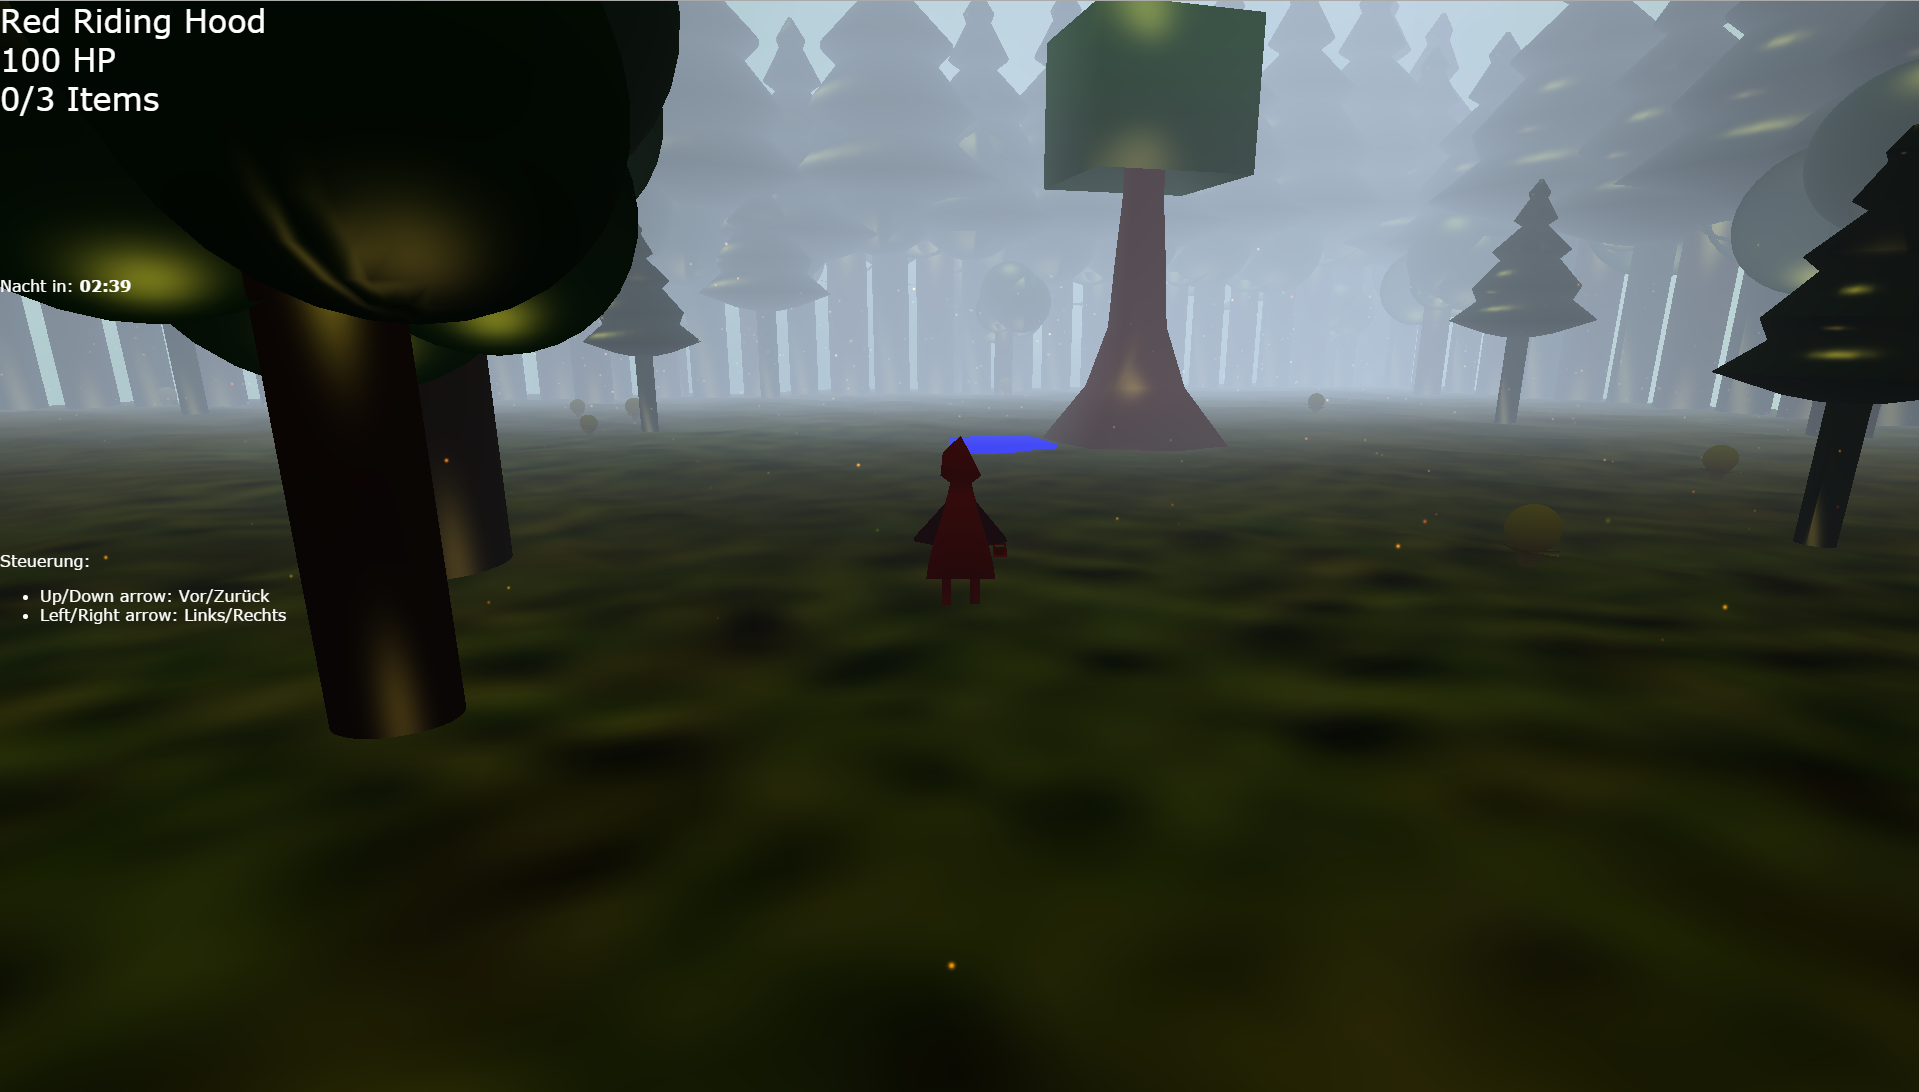 Red Riding Hood
100 HP
0/3 Items
Nacht in: 02:39
Steuerung:
• Up/Down arrow: Vor/Zurück
• Left/Right arrow: Links/Rechts